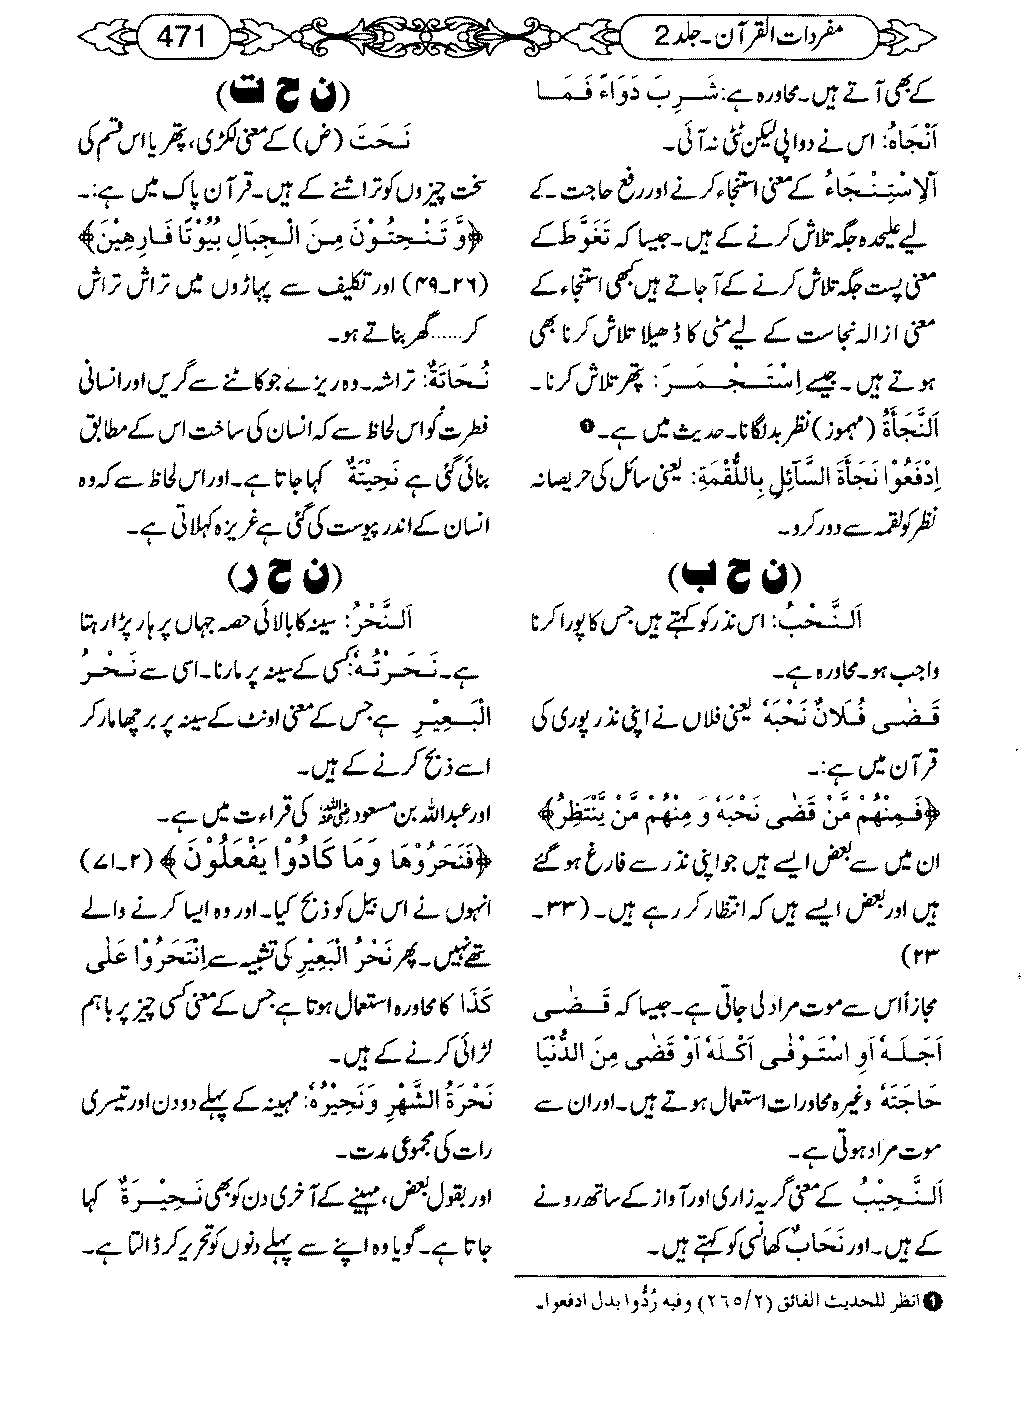 مفردات القرآن۔ جلد 2
471
کے بھی آتے ہیں۔ محاورہ ہے: شَرِبَ دَوَاءً فَمَا
اَنْجَاہُ: اس نے دوا پی لیکن ٹٹی نہ آئی۔
اَلْاِسْتِنْجَاءُ کے معنی استنجاء کرنے اور رفع حاجت کے
لیے علیحدہ جگہ تلاش کرنے کے ہیں۔ جیسا کہ تَغَوَّطَ کے
معنی پست جگہ تلاش کرنے کے آجاتے ہیں کبھی استنجاء کے
معنی ازالہ نجاست کے لیے مٹی کا ڈھیلا تلاش کرنا بھی
ہوتے ہیں۔ جیسے اِسْتَجْمَرَ: پتھر تلاش کرنا۔
اَلنَّجَأَۃُ (مہموز) نظر بد لگانا۔ حدیث میں ہے۔ ❶
اِدْفَعُوْا نَجَأَۃَ السَّآئِلِ بِاللُّقْمَۃِ: یعنی سائل کی حریصانہ
نظر کو لقمہ سے دور کرو۔
(ن ح ب)
اَلنَّحْبُ: اس نذر کو کہتے ہیں جس کا پورا کرنا
واجب ہو۔ محاورہ ہے۔
قَضٰی فُلَانٌ نَحْبَہٗ یعنی فلاں نے اپنی نذر پوری کی
قرآن میں ہے:۔
﴿فَمِنْھُمْ مَّنْ قَضٰی نَحْبَہٗ وَ مِنْھُمْ مَّنْ یَّنْتَظِرُ﴾
ان میں سے بعض ایسے ہیں جو اپنی نذر سے فارغ ہو گئے
ہیں اور بعض ایسے ہیں کہ انتظار کر رہے ہیں۔ (۳۳۔
۲۳)
مجازاً اس سے موت مراد لی جاتی ہے۔ جیسا کہ قَضٰی
اَجَلَہٗ اَوِ اسْتَوْفٰی اَکْلَہٗ اَوْ قَضٰی مِنَ الدُّنْیَا
حَاجَتَہٗ وغیرہ محاورات استعمال ہوتے ہیں۔ اور ان سے
موت مراد ہوتی ہے۔
اَلنَّحِیْبُ کے معنی گریہ زاری اور آواز کے ساتھ رونے
کے ہیں۔ اور نَحَابٌ کھانسی کو کہتے ہیں۔
❶ انظر للحدیث الفائق (۲/۲٦۵) وفیہ رُدُّوا بدل ادفعوا۔
(ن ح ت)
نَحَتَ (ض) کے معنی لکڑی، پتھر یا اس قسم کی
سخت چیزوں کو تراشنے کے ہیں۔ قرآن پاک میں ہے:۔
﴿وَّ تَنْحِتُوْنَ مِنَ الْجِبَالِ بُیُوْتًا فَارِھِیْنَ﴾
(۲۶۔۴۹) اور تکلیف سے پہاڑوں میں تراش تراش
کر.....گھر بناتے ہو۔
نُحَاتَۃٌ: تراشہ۔ وہ ریزے جو کاٹنے سے گریں اور انسانی
فطرت کو اس لحاظ سے کہ انسان کی ساخت اس کے مطابق
بنائی گئی ہے نَحِیْتَۃٌ کہا جاتا ہے۔ اور اس لحاظ سے کہ وہ
انسان کے اندر پیوست کی گئی ہے غریزہ کہلاتی ہے۔
(ن ح ر)
اَلنَّحْرُ: سینہ کا بالائی حصہ جہاں پر ہار پڑا رہتا
ہے۔ نَحَرْتُہٗ: کسی کے سینہ پر مارنا۔ اسی سے نَحْرُ
الْبَعِیْرِ ہے جس کے معنی اونٹ کے سینہ پر برچھا مار کر
اسے ذبح کرنے کے ہیں۔
اور عبداللہ بن مسعود رضی اللہ عنہ کی قراءت میں ہے۔
﴿فَنَحَرُوْھَا وَمَا کَادُوْا یَفْعَلُوْنَ﴾ (۲۔۷۱)
انہوں نے اس بیل کو ذبح کیا۔ اور وہ ایسا کرنے والے
تھے نہیں۔ پھر نَحْرُ الْبَعِیْرِ کی تشبیہ سے اِنْتَحَرُوْا عَلٰی
کَذَا کا محاورہ استعمال ہوتا ہے جس کے معنی کسی چیز پر باہم
لڑائی کرنے کے ہیں۔
نَحْرَۃُ الشَّھْرِ وَنَحِیْرُہٗ: مہینہ کے پہلے دو دن اور تیسری
رات کی مجموعی مدت۔
اور بقول بعض، مہینے کے آخری دن کو بھی نَحِیْرَۃٌ کہا
جاتا ہے۔ گویا وہ اپنے سے پہلے دنوں کو نحر کر ڈالتا ہے۔